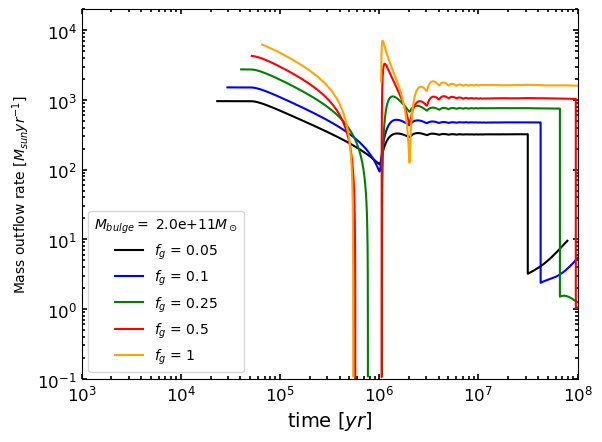 Mass outflow rate [M_sun yr^−1]
10^4
10^3
10^2
10^1
10^0
10^−1
M_bulge = 2.0e+11M_⊙
f_g = 0.05
f_g = 0.1
f_g = 0.25
f_g = 0.5
f_g = 1
10^3 10^4 10^5 10^6 10^7 10^8
time [yr]